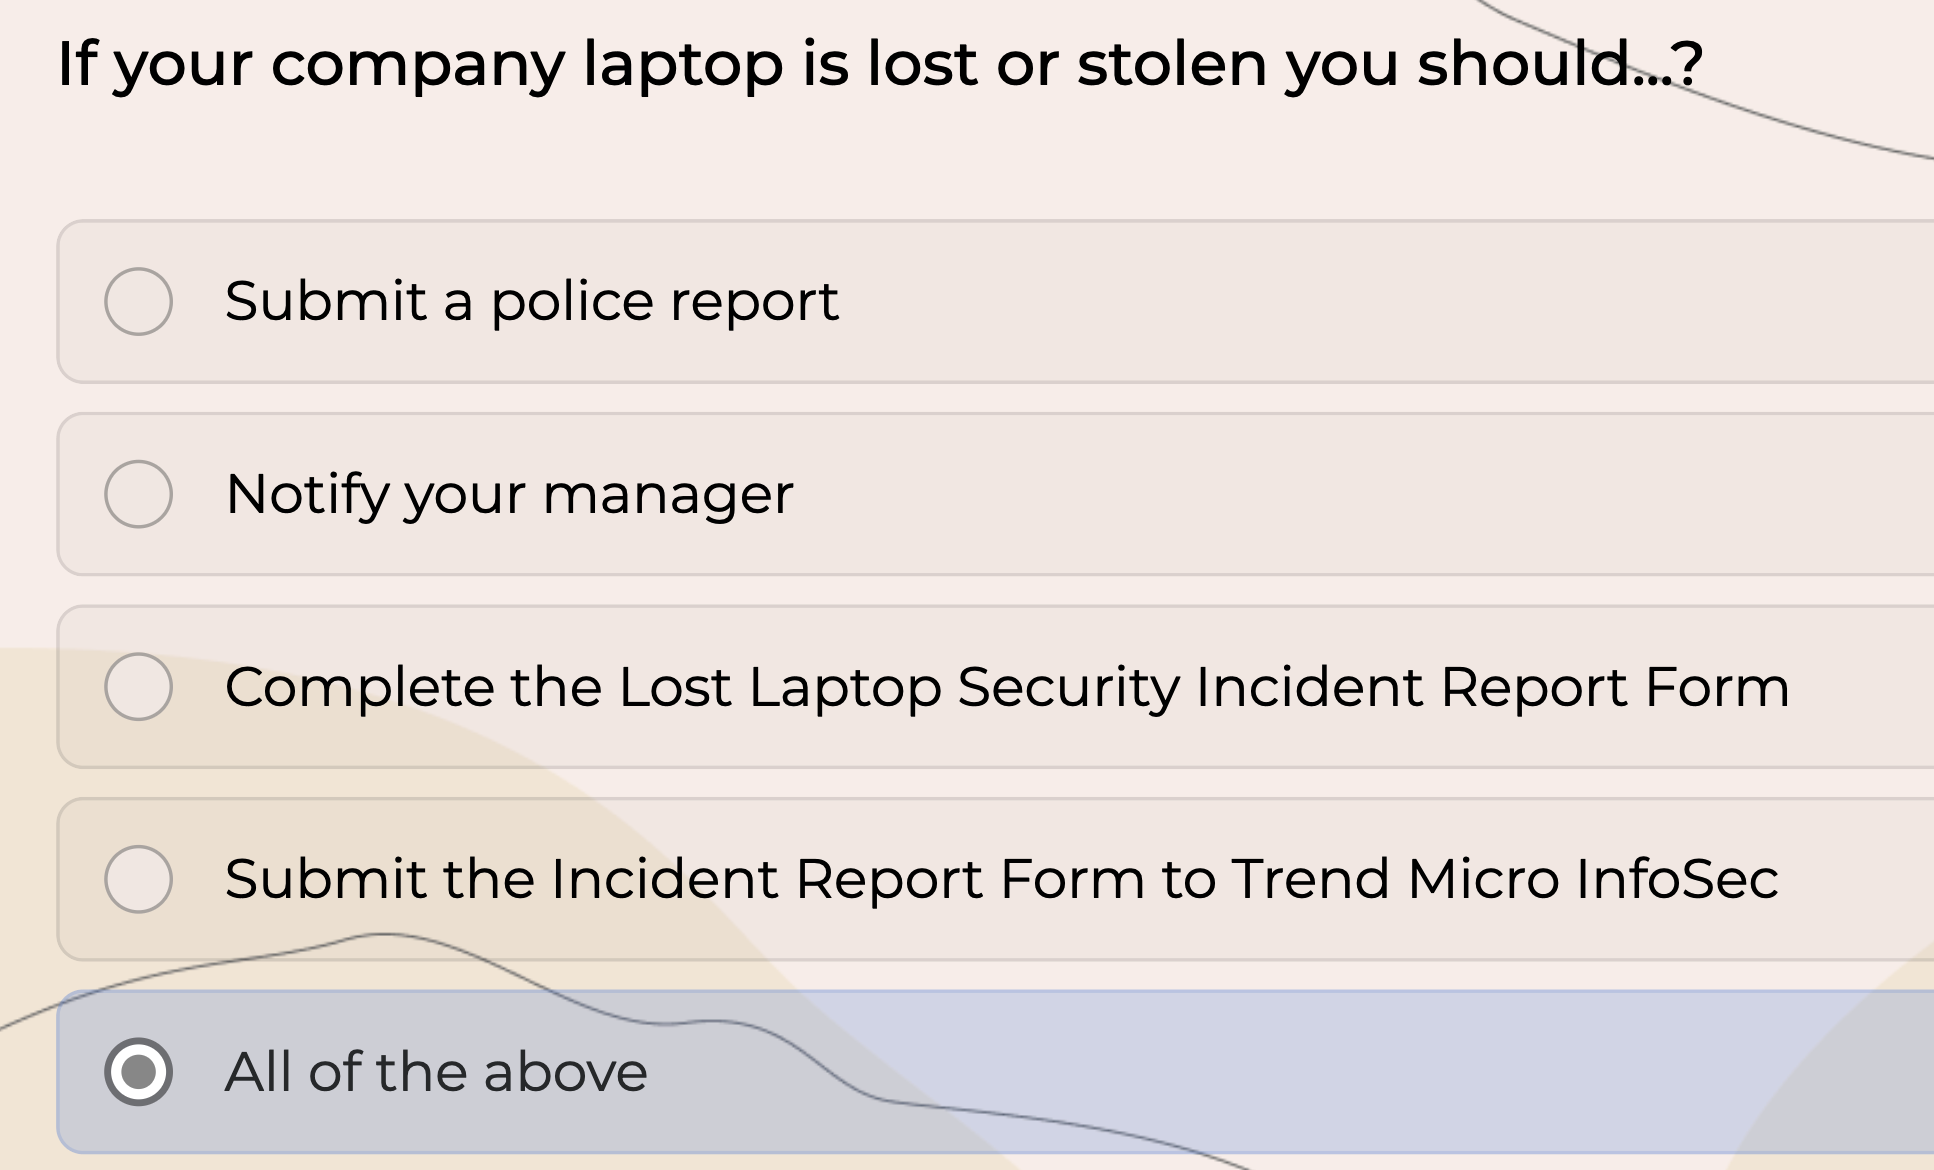 If your company laptop is lost or stolen you should...?
Submit a police report
Notify your manager
Complete the Lost Laptop Security Incident Report Form
Submit the Incident Report Form to Trend Micro InfoSec
All of the above